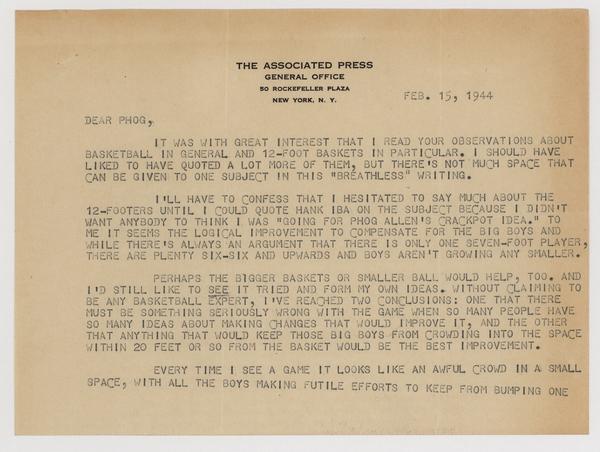 THE ASSOCIATED PRESS
GENERAL OFFICE
50 ROCKEFELLER PLAZA
NEW YORK, N. Y.
FEB. 15, 1944
DEAR PHOG,
IT WAS WITH GREAT INTEREST THAT I READ YOUR OBSERVATIONS ABOUT
BASKETBALL IN GENERAL AND 12-FOOT BASKETS IN PARTICULAR. I SHOULD HAVE
LIKED TO HAVE QUOTED A LOT MORE OF THEM, BUT THERE'S NOT MUCH SPACE THAT
CAN BE GIVEN TO ONE SUBJECT IN THIS "BREATHLESS" WRITING.
I'LL HAVE TO CONFESS THAT I HESITATED TO SAY MUCH ABOUT THE
12-FOOTERS UNTIL I COULD QUOTE HANK IBA ON THE SUBJECT BECAUSE I DIDN'T
WANT ANYBODY TO THINK I WAS "GOING FOR PHOG ALLEN'S CRACKPOT IDEA." TO
ME IT SEEMS THE LOGICAL IMPROVEMENT TO COMPENSATE FOR THE BIG BOYS AND
WHILE THERE'S ALWAYS AN ARGUMENT THAT THERE IS ONLY ONE SEVEN-FOOT PLAYER,
THERE ARE PLENTY SIX-SIX AND UPWARDS AND BOYS AREN'T GROWING ANY SMALLER.
PERHAPS THE BIGGER BASKETS OR SMALLER BALL WOULD HELP, TOO. AND
I'D STILL LIKE TO SEE IT TRIED AND FORM MY OWN IDEAS. WITHOUT CLAIMING TO
BE ANY BASKETBALL EXPERT, I'VE REACHED TWO CONCLUSIONS: ONE THAT THERE
MUST BE SOMETHING SERIOUSLY WRONG WITH THE GAME WHEN SO MANY PEOPLE HAVE
SO MANY IDEAS ABOUT MAKING CHANGES THAT WOULD IMPROVE IT, AND THE OTHER
THAT ANYTHING THAT WOULD KEEP THOSE BIG BOYS FROM CROWDING INTO THE SPACE
WITHIN 20 FEET OR SO FROM THE BASKET WOULD BE THE BEST IMPROVEMENT.
EVERY TIME I SEE A GAME IT LOOKS LIKE AN AWFUL CROWD IN A SMALL
SPACE, WITH ALL THE BOYS MAKING FUTILE EFFORTS TO KEEP FROM BUMPING ONE